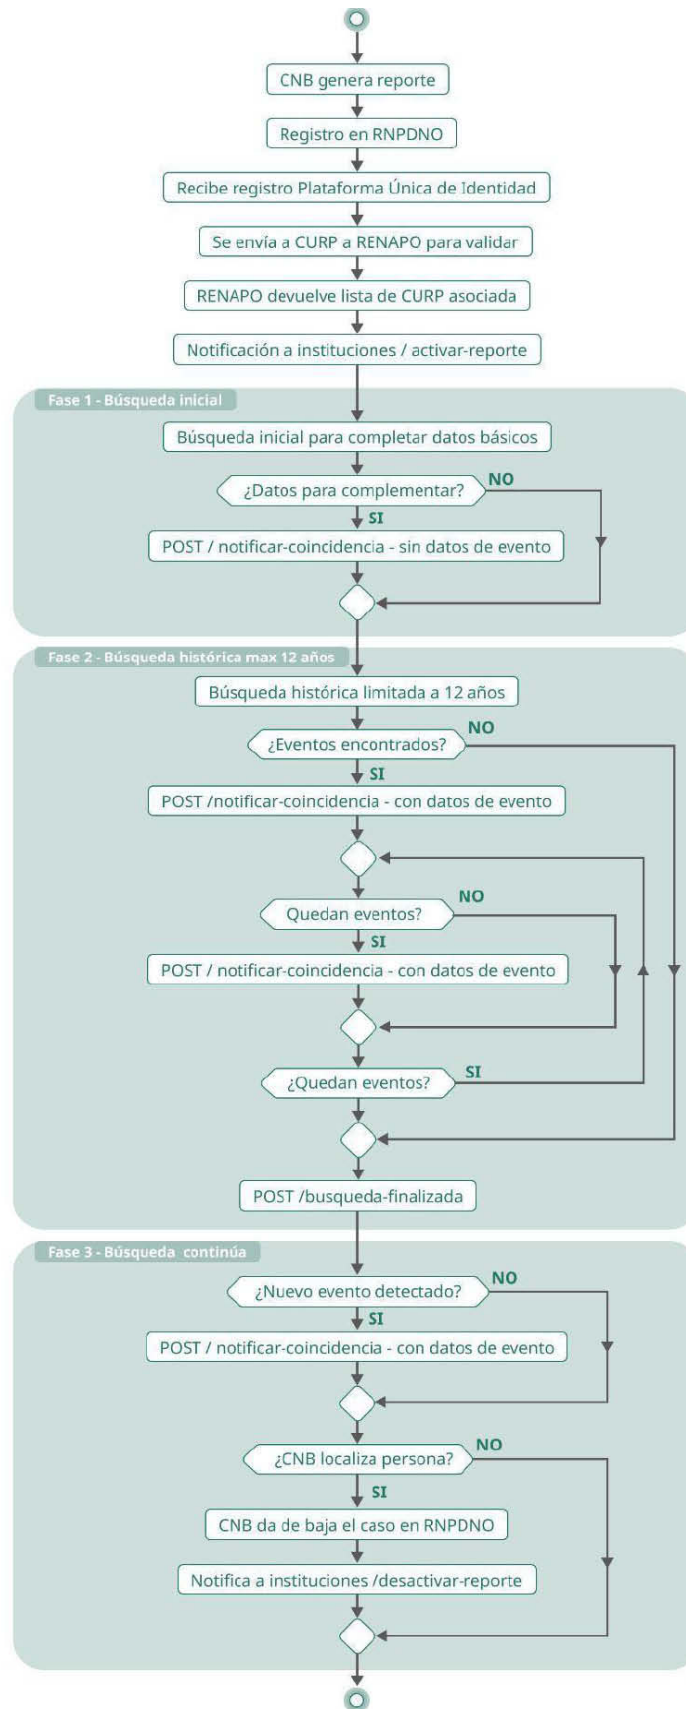 CNB genera reporte
Registro en RNPDNO
Recibe registro Plataforma Única de Identidad
Se envía a CURP a RENAPO para validar
RENAPO devuelve lista de CURP asociada
Notificación a instituciones / activar-reporte
Fase 1 - Búsqueda inicial
Búsqueda inicial para completar datos básicos
¿Datos para complementar?
NO
SI
POST / notificar-coincidencia - sin datos de evento
Fase 2 - Búsqueda histórica max 12 años
Búsqueda histórica limitada a 12 años
¿Eventos encontrados?
NO
SI
POST /notificar-coincidencia - con datos de evento
Quedan eventos?
NO
SI
POST / notificar-coincidencia - con datos de evento
¿Quedan eventos?
SI
POST /busqueda-finalizada
Fase 3 - Búsqueda continúa
¿Nuevo evento detectado?
NO
SI
POST / notificar-coincidencia - con datos de evento
¿CNB localiza persona?
NO
SI
CNB da de baja el caso en RNPDNO
Notifica a instituciones /desactivar-reporte